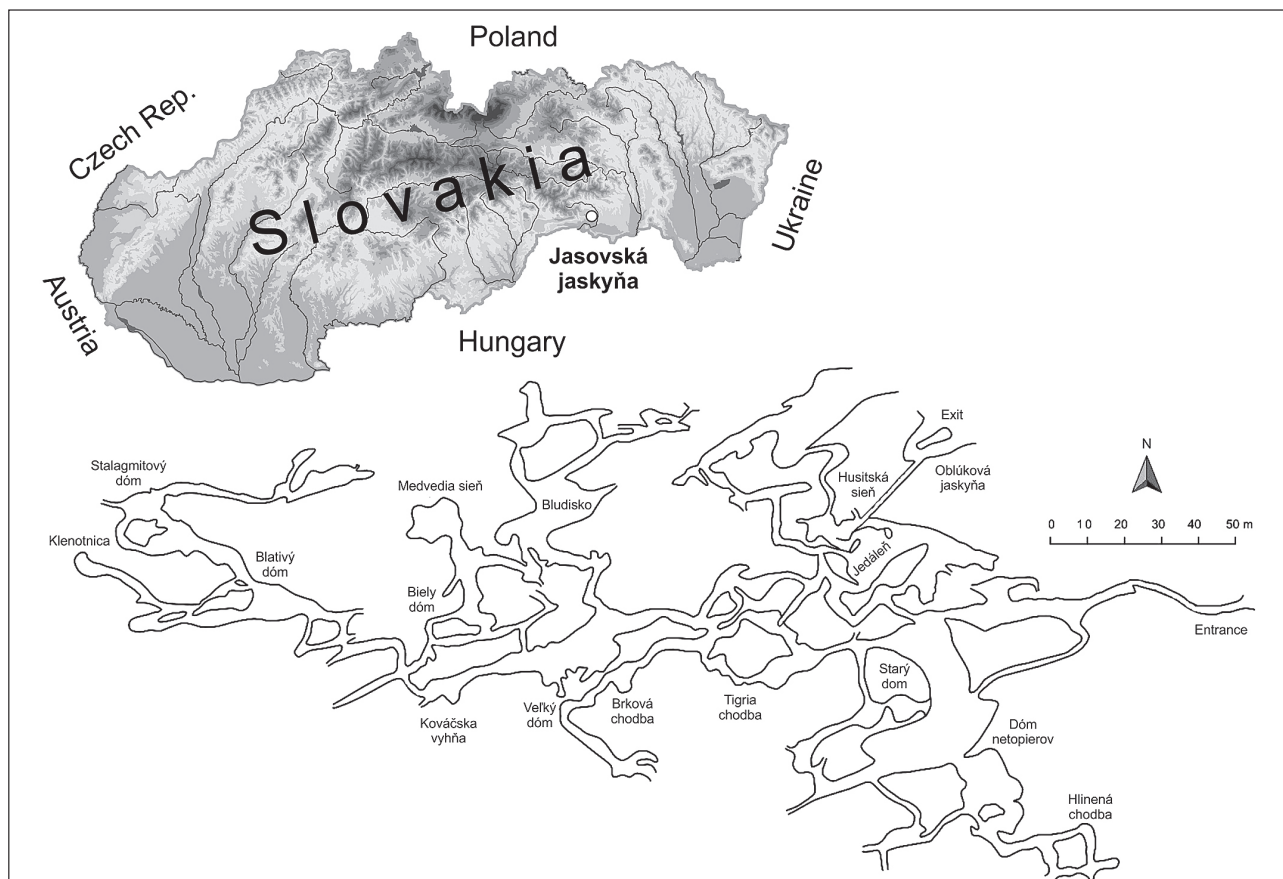 Poland
Czech Rep.
Slovakia
Ukraine
Austria
Jasovská
jaskyňa
Hungary
Stalagmitový
dóm
Klenotnica
Blativý
dóm
Medvedia sieň
Biely
dóm
Bludisko
Kováčska
vyhňa
Veľký
dóm
Brková
chodba
Tigria
chodba
Husitská
sieň
Exit
Oblúková
jaskyňa
Jedáleň
Starý
dom
Dóm
netopierov
Hlinená
chodba
Entrance
N
0 10 20 30 40 50 m